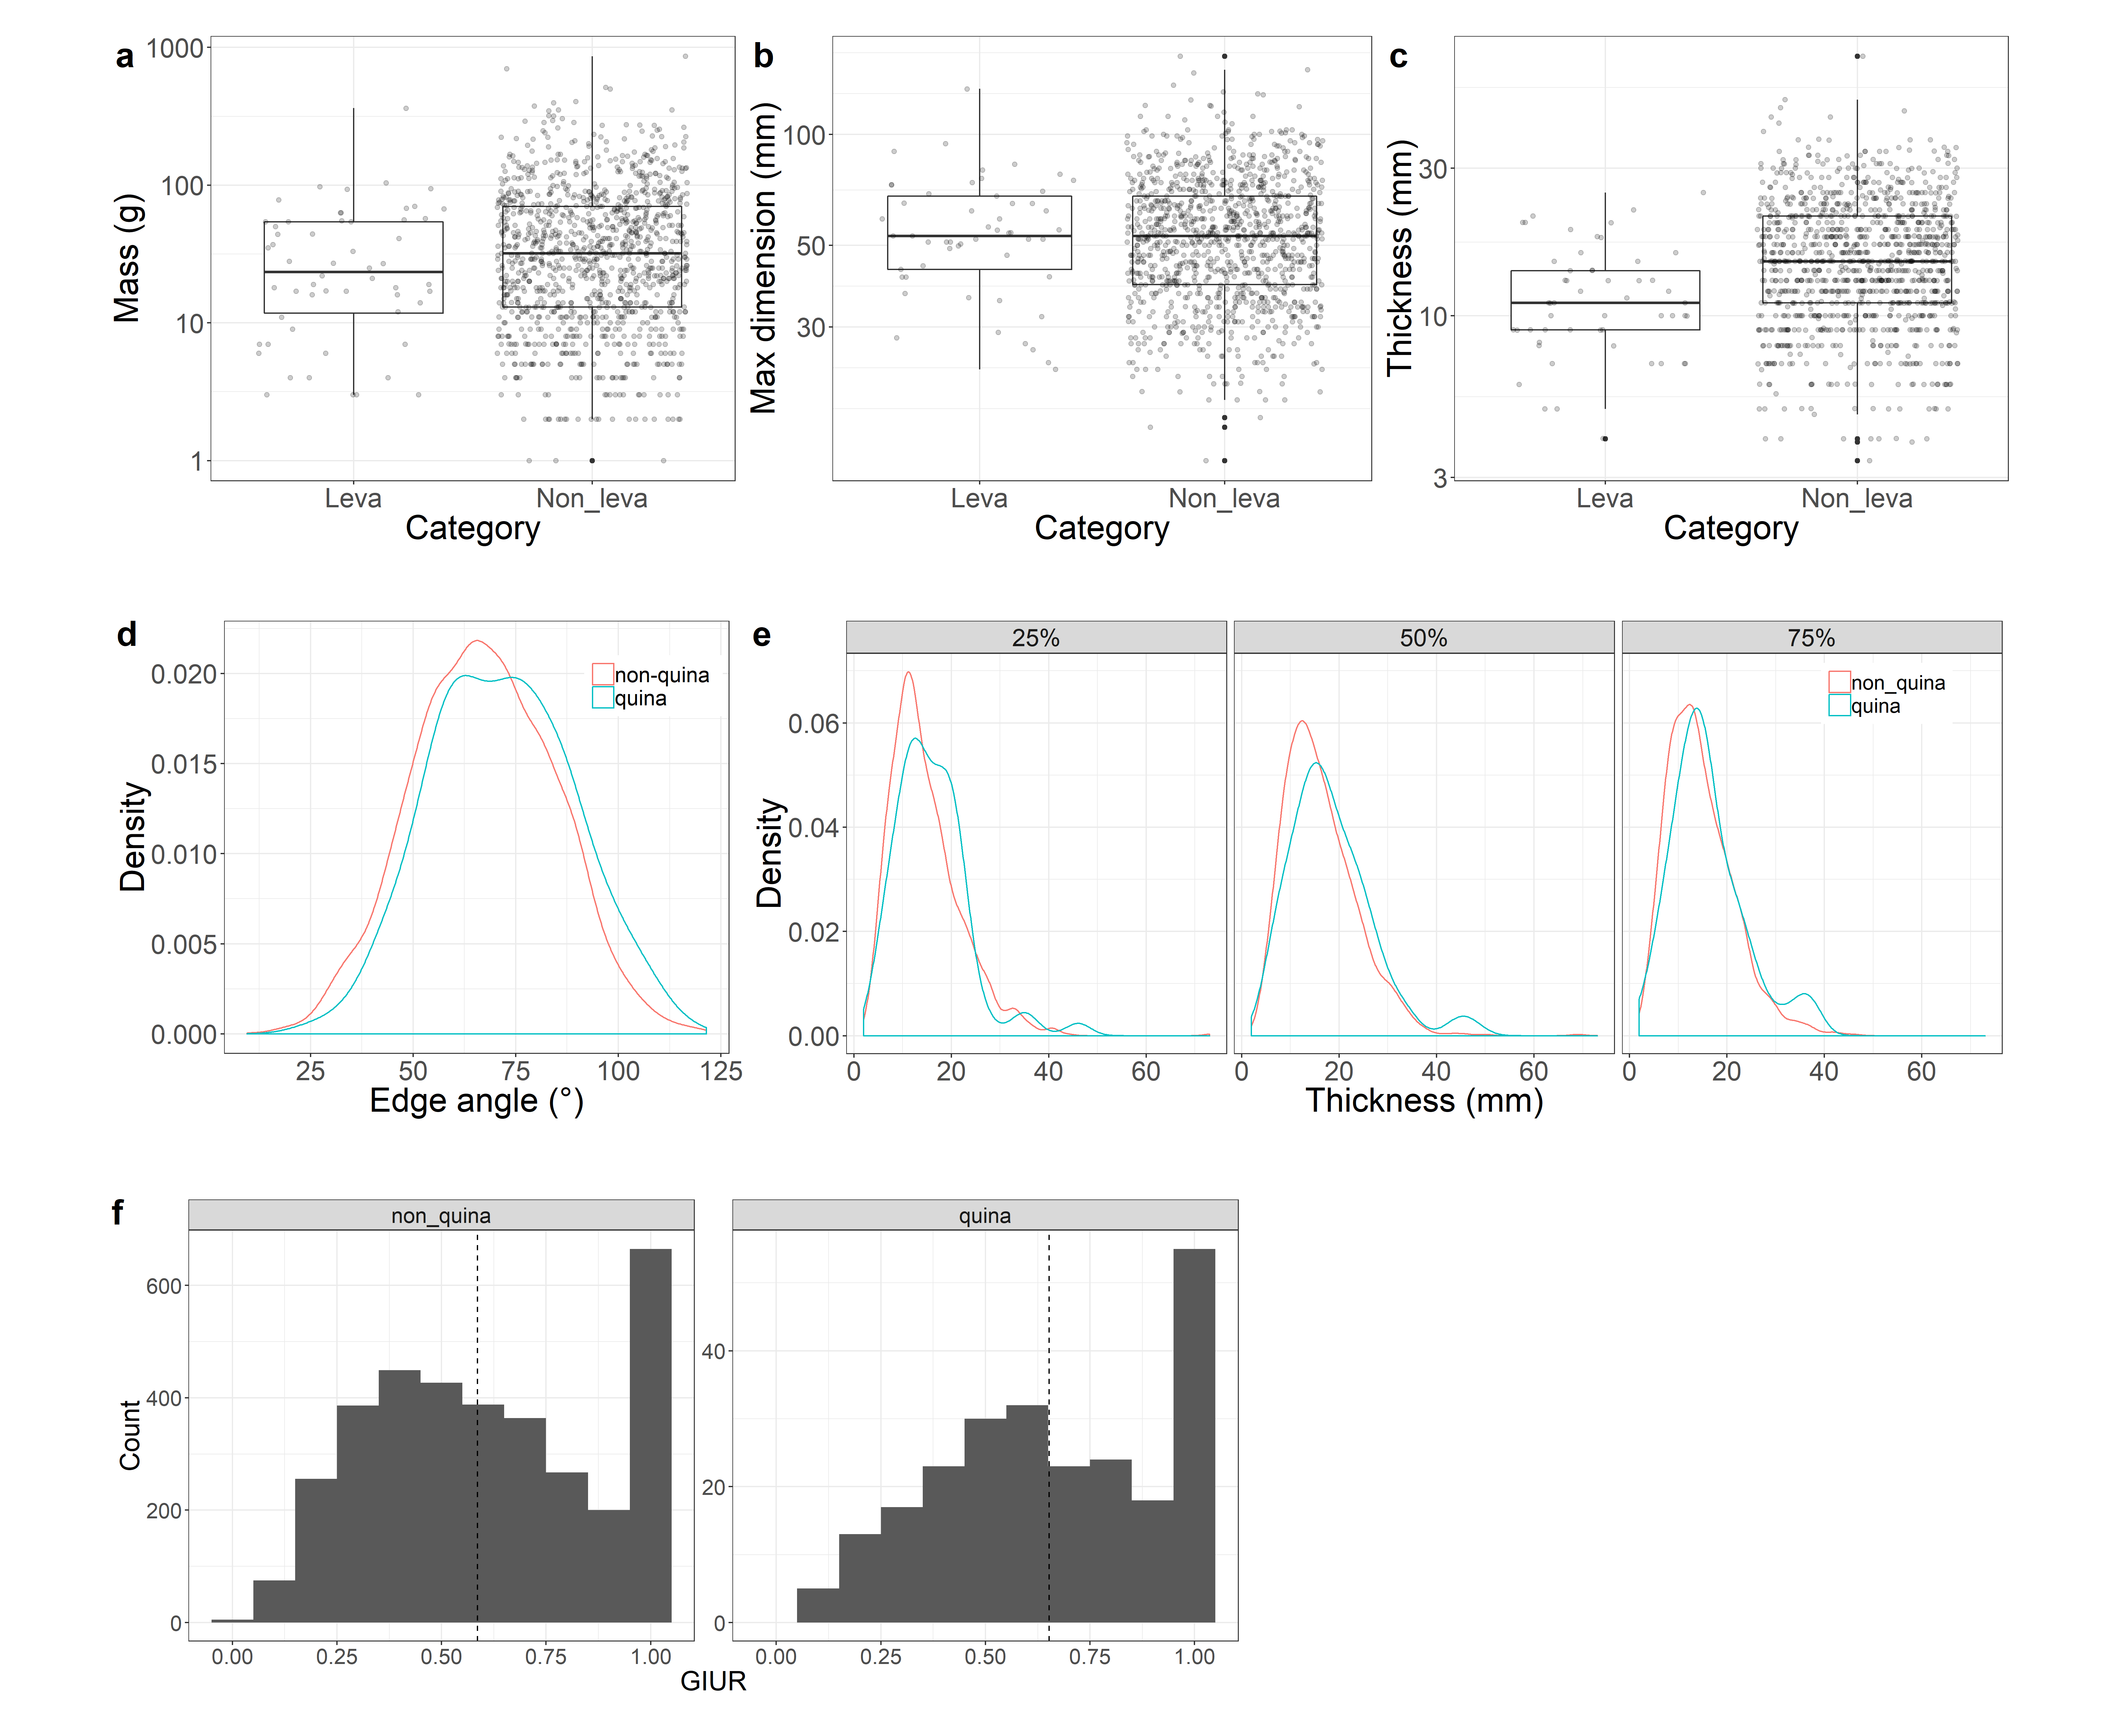 a
1000
100
10
1
Mass (g)
Leva Non_leva
Category
b
100
50
30
Max dimension (mm)
Leva Non_leva
Category
c
30
10
3
Thickness (mm)
Leva Non_leva
Category
d
0.020
0.015
0.010
0.005
0.000
Density
non-quina
quina
25 50 75 100 125
Edge angle (°)
e
25% 50% 75%
0.06
0.04
0.02
0.00
Density
non_quina
quina
0 20 40 60 0 20 40 60 0 20 40 60
Thickness (mm)
f
non_quina quina
600
400
200
0
Count
40
20
0
0.00 0.25 0.50 0.75 1.00 0.00 0.25 0.50 0.75 1.00
GIUR